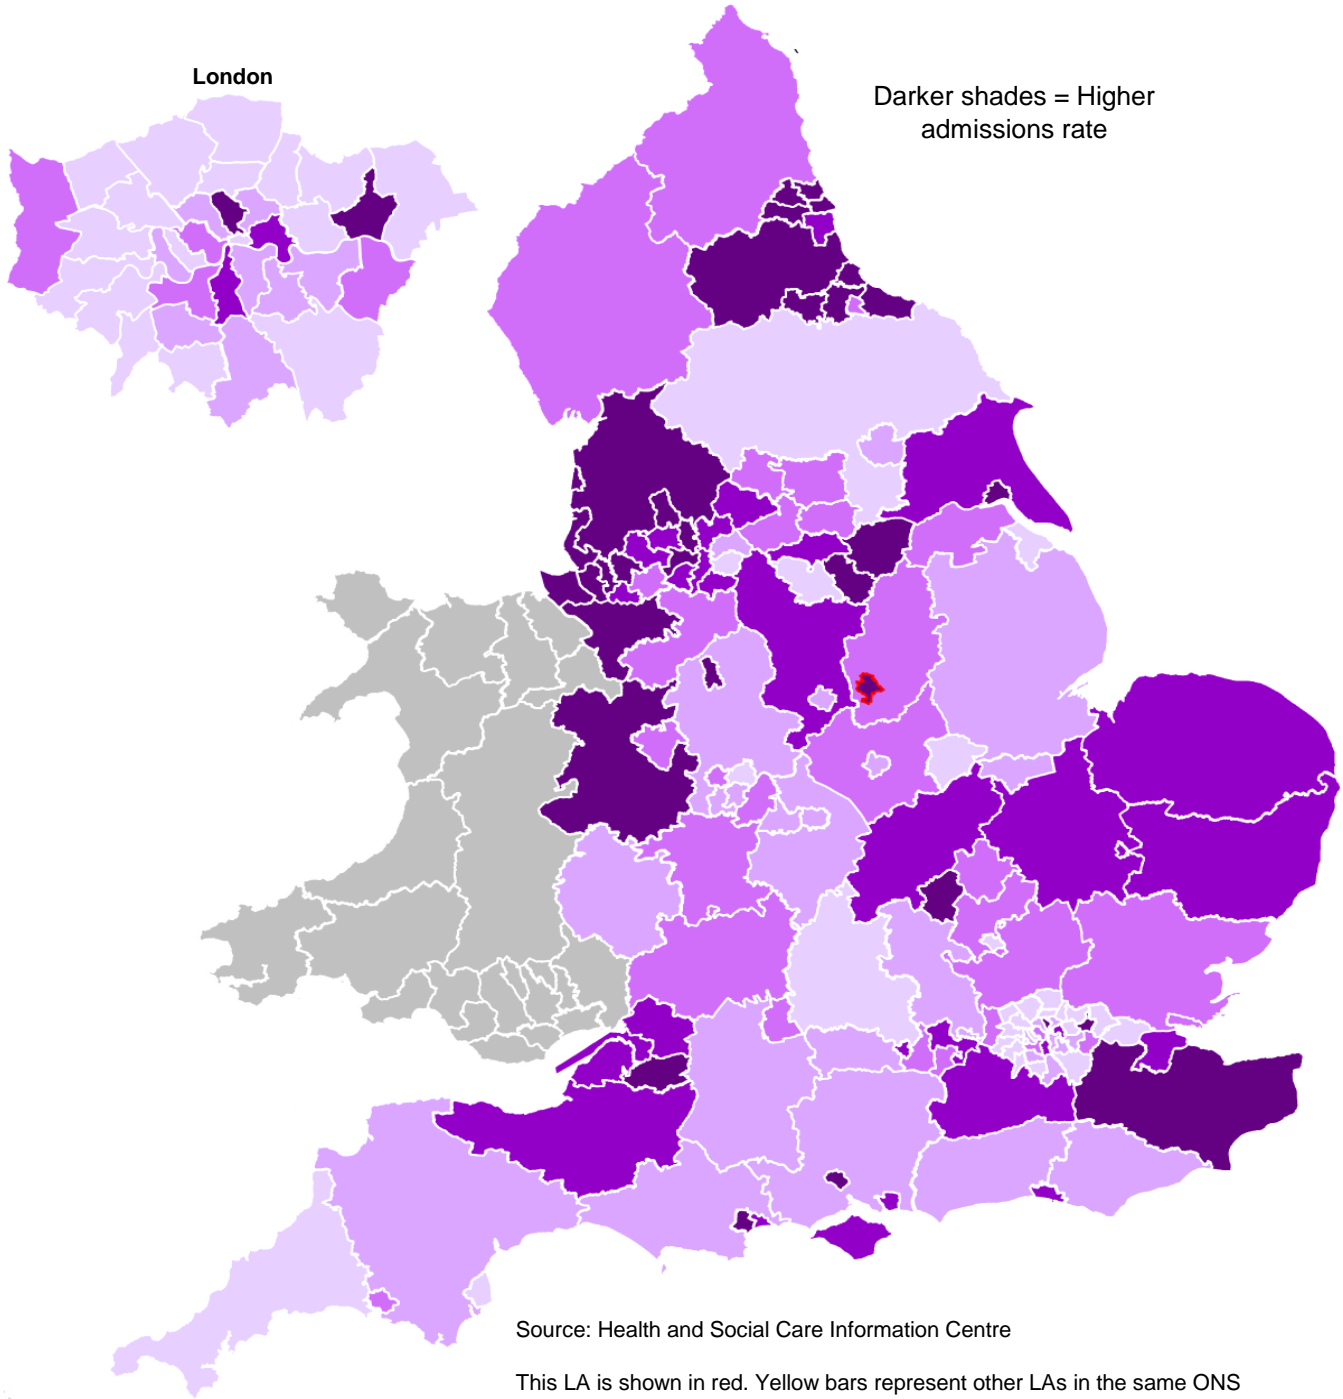 London
Darker shades = Higher
admissions rate
Source: Health and Social Care Information Centre
This LA is shown in red. Yellow bars represent other LAs in the same ONS